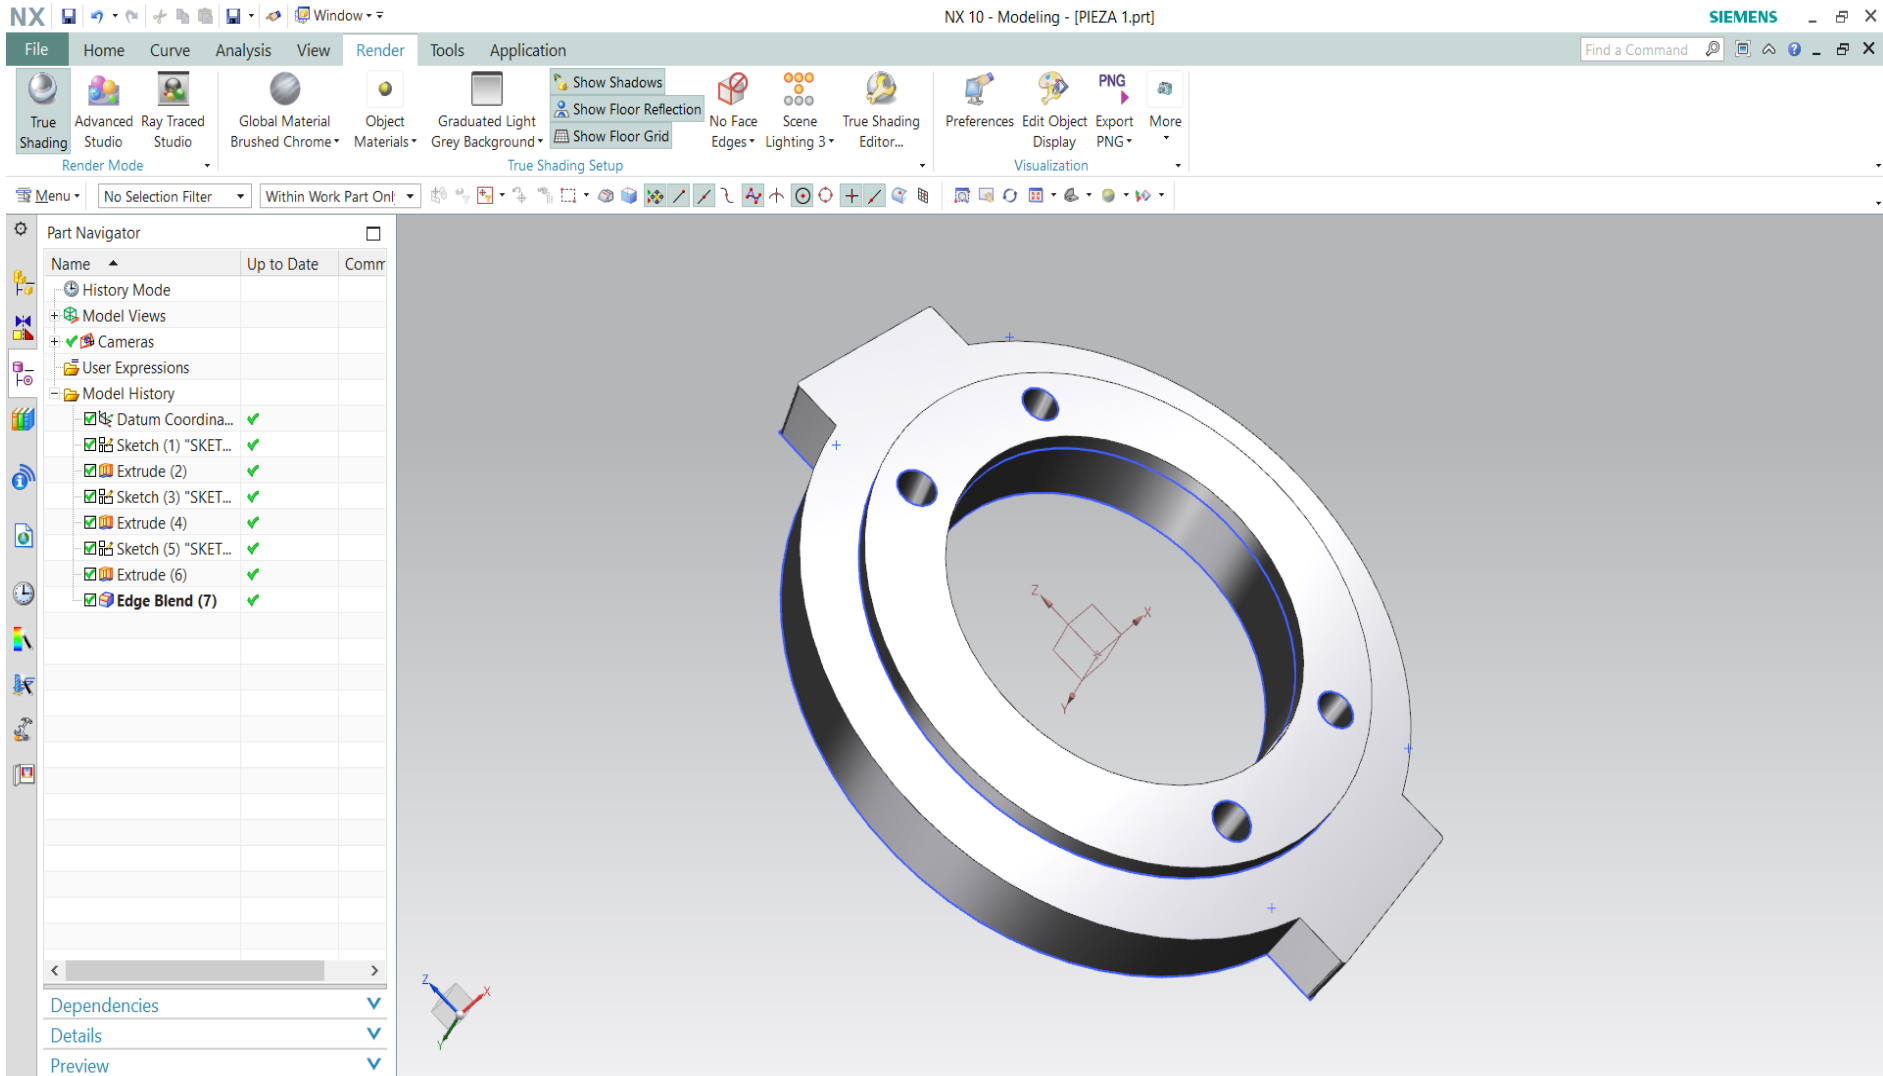 NX Window NX 10 - Modeling - [PIEZA 1.prt] SIEMENS
File Home Curve Analysis View Render Tools Application Find a Command
True Shading
Advanced Studio
Ray Traced Studio
Render Mode
Global Material Brushed Chrome
Object Materials
Graduated Light Grey Background
Show Shadows
Show Floor Reflection
Show Floor Grid
No Face Edges
Scene Lighting 3
True Shading Editor...
True Shading Setup
Preferences
Edit Object Display
PNG
Export PNG
More
Visualization
Menu No Selection Filter Within Work Part Onl
Part Navigator
Name Up to Date Comm
History Mode
Model Views
Cameras
User Expressions
Model History
Datum Coordina...
Sketch (1) "SKET...
Extrude (2)
Sketch (3) "SKET...
Extrude (4)
Sketch (5) "SKET...
Extrude (6)
Edge Blend (7)
Dependencies
Details
Preview
Z
X
Y
Z
X
Y